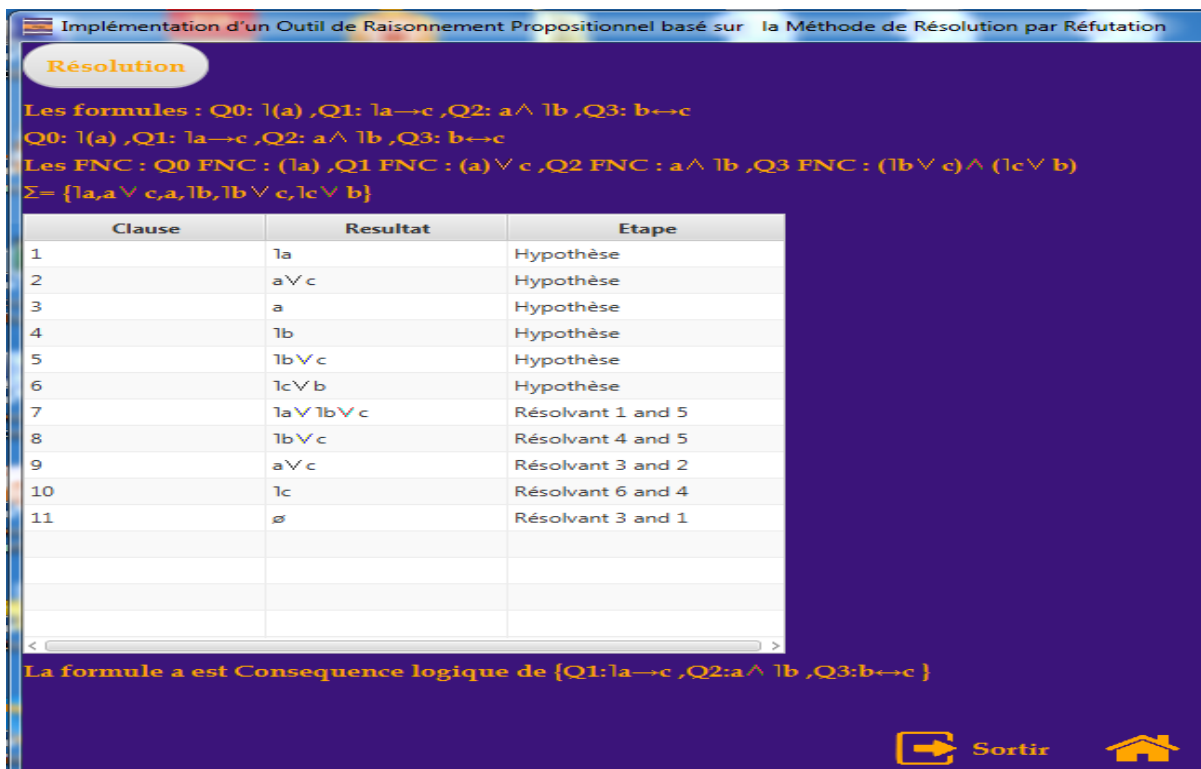 Implémentation d'un Outil de Raisonnement Propositionnel basé sur la Méthode de Résolution par Réfutation
Résolution
Les formules : Q0: ⌉(a) ,Q1: ⌉a→c ,Q2: a∧ ⌉b ,Q3: b↔c
Q0: ⌉(a) ,Q1: ⌉a→c ,Q2: a∧ ⌉b ,Q3: b↔c
Les FNC : Q0 FNC : (⌉a) ,Q1 FNC : (a)∨ c ,Q2 FNC : a∧ ⌉b ,Q3 FNC : (⌉b∨ c)∧ (⌉c∨ b)
Σ= {⌉a,a∨ c,a,⌉b,⌉b∨ c,⌉c∨ b}
Clause Resultat Etape
1 ⌉a Hypothèse
2 a∨c Hypothèse
3 a Hypothèse
4 ⌉b Hypothèse
5 ⌉b∨c Hypothèse
6 ⌉c∨b Hypothèse
7 ⌉a∨⌉b∨c Résolvant 1 and 5
8 ⌉b∨c Résolvant 4 and 5
9 a∨c Résolvant 3 and 2
10 ⌉c Résolvant 6 and 4
11 ø Résolvant 3 and 1
La formule a est Consequence logique de {Q1:⌉a→c ,Q2:a∧ ⌉b ,Q3:b↔c }
Sortir